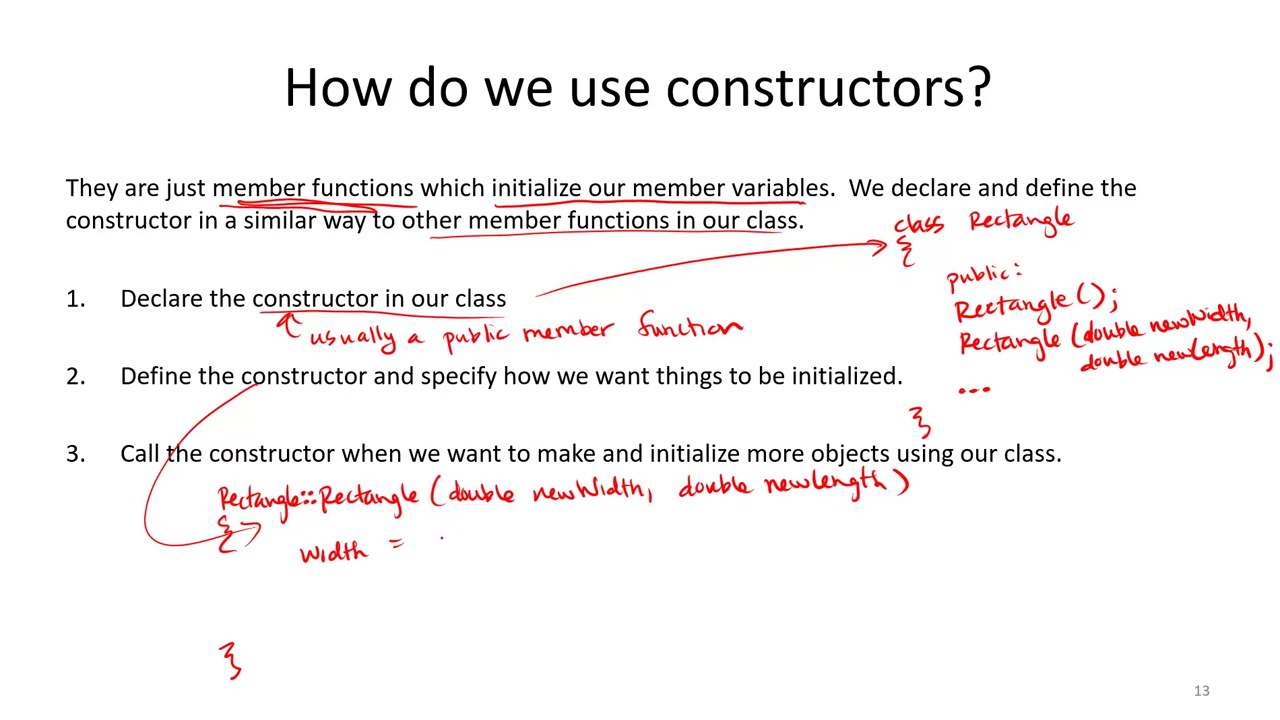 How do we use constructors?
They are just member functions which initialize our member variables. We declare and define the
constructor in a similar way to other member functions in our class.
class Rectangle
{
public:
Rectangle();
Rectangle (double newWidth,
double newLength);
...
}
1. Declare the constructor in our class
usually a public member function
2. Define the constructor and specify how we want things to be initialized.
3. Call the constructor when we want to make and initialize more objects using our class.
Rectangle::Rectangle (double newWidth, double newLength)
{
width =
}
13